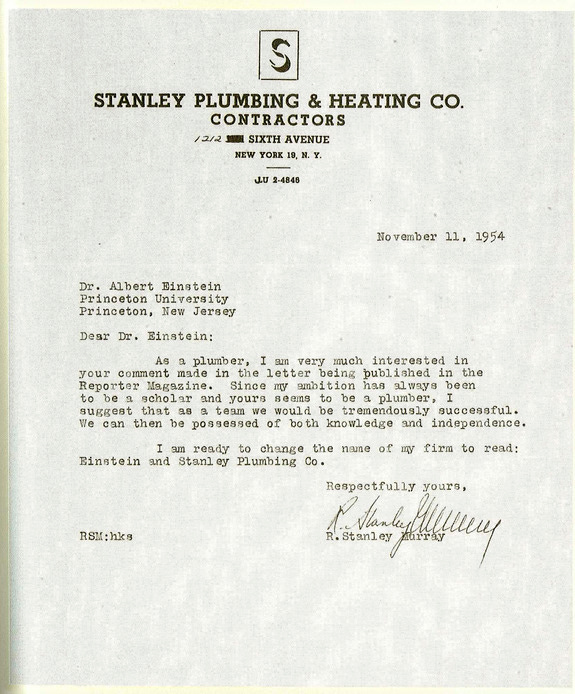 S
STANLEY PLUMBING & HEATING CO.
CONTRACTORS
1212 SIXTH AVENUE
NEW YORK 19, N. Y.
JU 2-4848
November 11, 1954
Dr. Albert Einstein
Princeton University
Princeton, New Jersey
Dear Dr. Einstein:
As a plumber, I am very much interested in
your comment made in the letter being published in the
Reporter Magazine. Since my ambition has always been
to be a scholar and yours seems to be a plumber, I
suggest that as a team we would be tremendously successful.
We can then be possessed of both knowledge and independence.
I am ready to change the name of my firm to read:
Einstein and Stanley Plumbing Co.
Respectfully yours,
R. Stanley Murray
RSM:hks
R.Stanley Murray